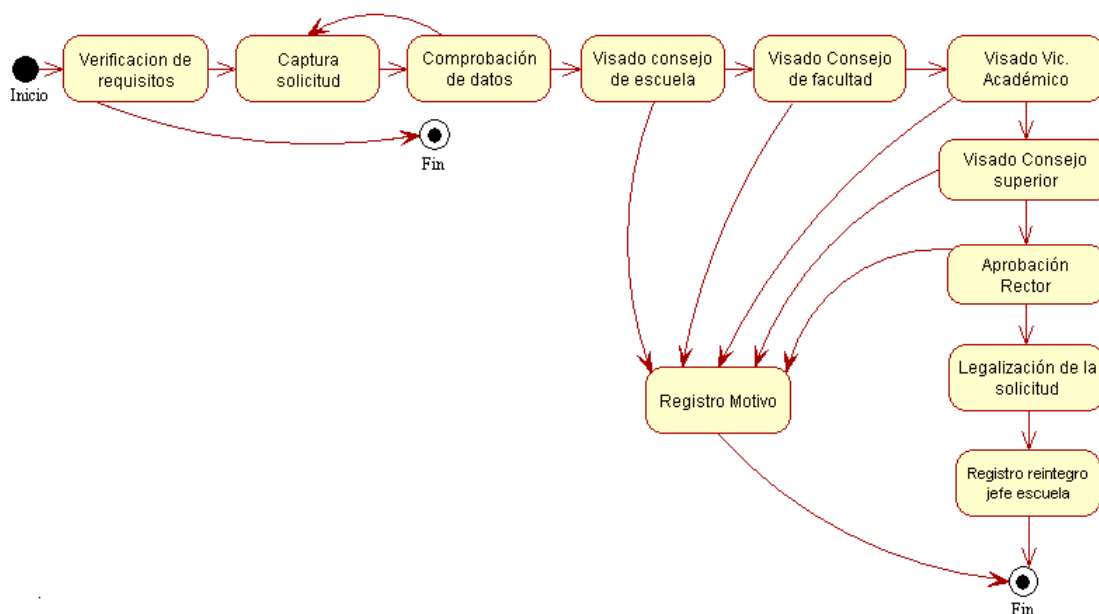 Inicio
Verificacion de
requisitos
Captura
solicitud
Comprobación
de datos
Visado consejo
de escuela
Visado Consejo
de facultad
Visado Vic.
Académico
Fin
Visado Consejo
superior
Aprobación
Rector
Legalización de la
solicitud
Registro Motivo
Registro reintegro
jefe escuela
Fin